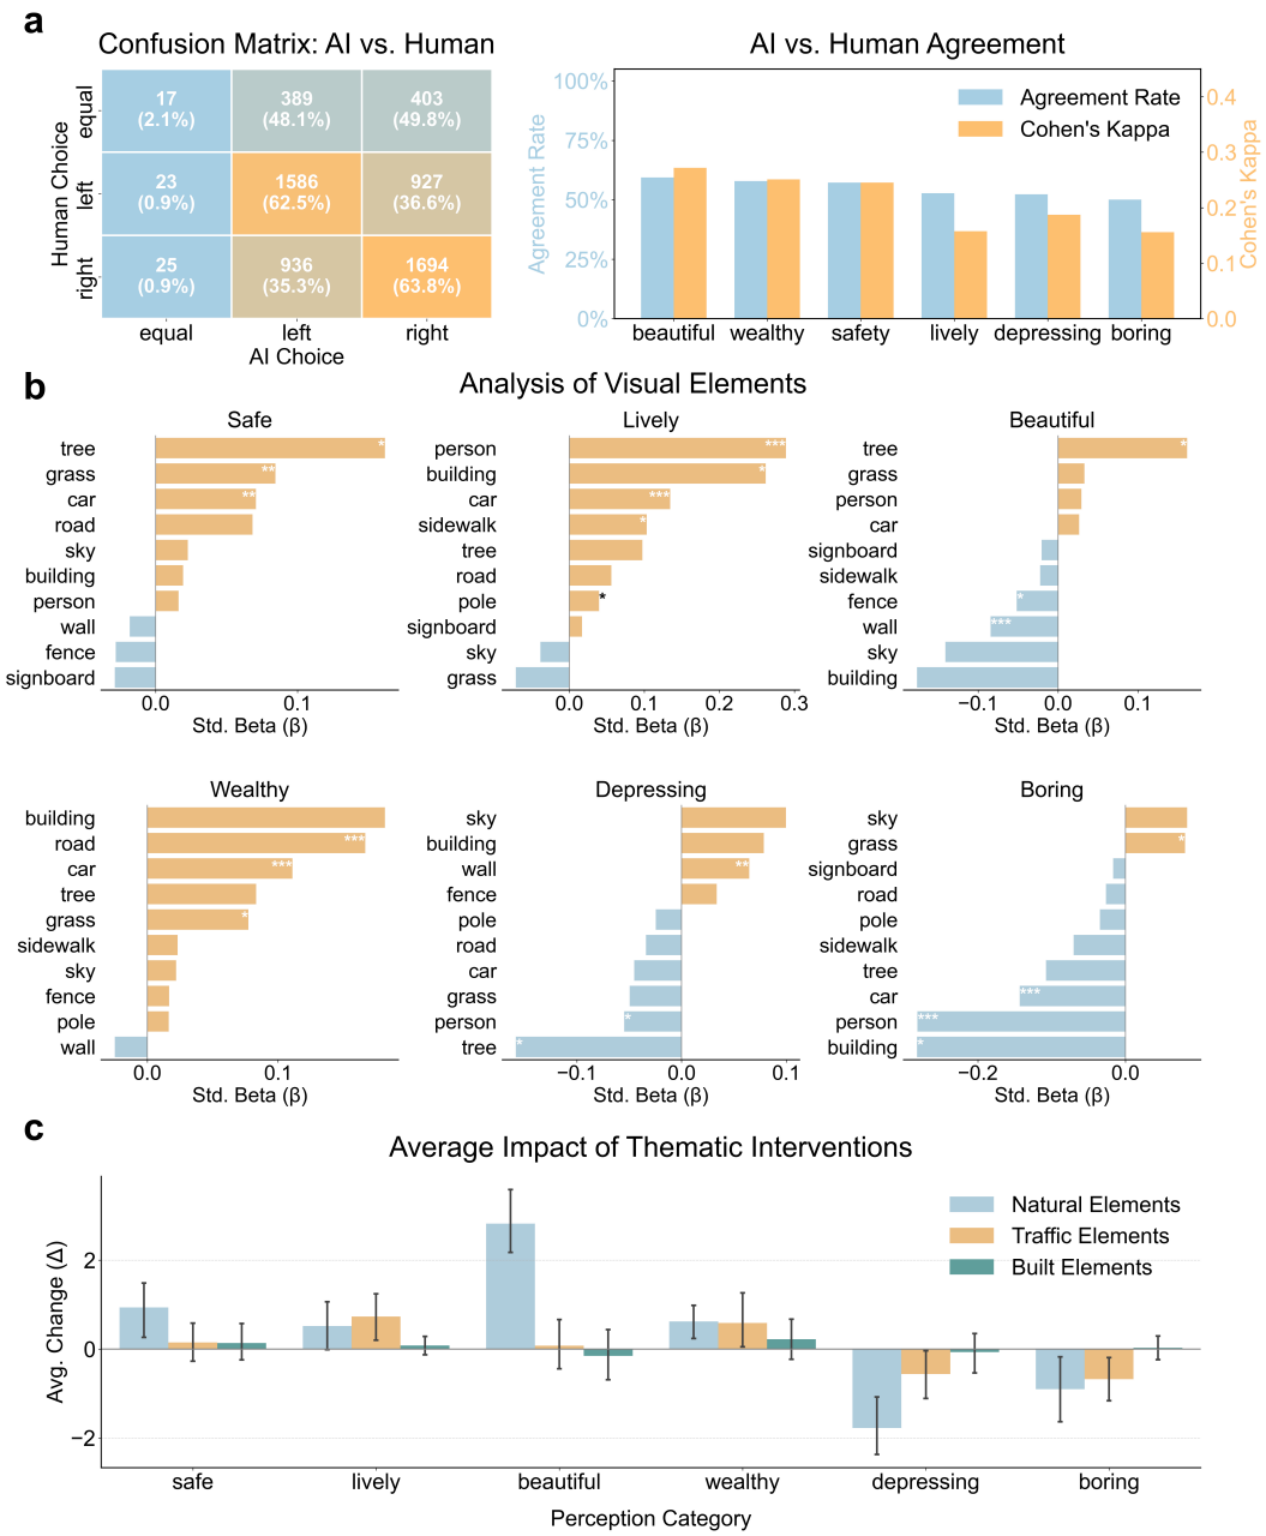 a
Confusion Matrix: AI vs. Human
Human Choice
equal
left
right
17
(2.1%)
389
(48.1%)
403
(49.8%)
23
(0.9%)
1586
(62.5%)
927
(36.6%)
25
(0.9%)
936
(35.3%)
1694
(63.8%)
equal left right
AI Choice
AI vs. Human Agreement
Agreement Rate
100%
75%
50%
25%
0%
Agreement Rate
Cohen's Kappa
0.4
0.3
0.2
0.1
0.0
Cohen's Kappa
beautiful wealthy safety lively depressing boring
b
Analysis of Visual Elements
Safe
tree *
grass **
car **
road
sky
building
person
wall
fence
signboard
0.0 0.1
Std. Beta (β)
Lively
person ***
building *
car ***
sidewalk *
tree
road
pole *
signboard
sky
grass
0.0 0.1 0.2 0.3
Std. Beta (β)
Beautiful
tree *
grass
person
car
signboard
sidewalk
fence *
wall ***
sky
building
−0.1 0.0 0.1
Std. Beta (β)
Wealthy
building
road ***
car ***
tree
grass *
sidewalk
sky
fence
pole
wall
0.0 0.1
Std. Beta (β)
Depressing
sky
building
wall **
fence
pole
road
car
grass
person *
tree *
−0.1 0.0 0.1
Std. Beta (β)
Boring
sky
grass *
signboard
road
pole
sidewalk
tree
car ***
person ***
building *
−0.2 0.0
Std. Beta (β)
c
Average Impact of Thematic Interventions
Avg. Change (Δ)
2
0
−2
Natural Elements
Traffic Elements
Built Elements
safe lively beautiful wealthy depressing boring
Perception Category